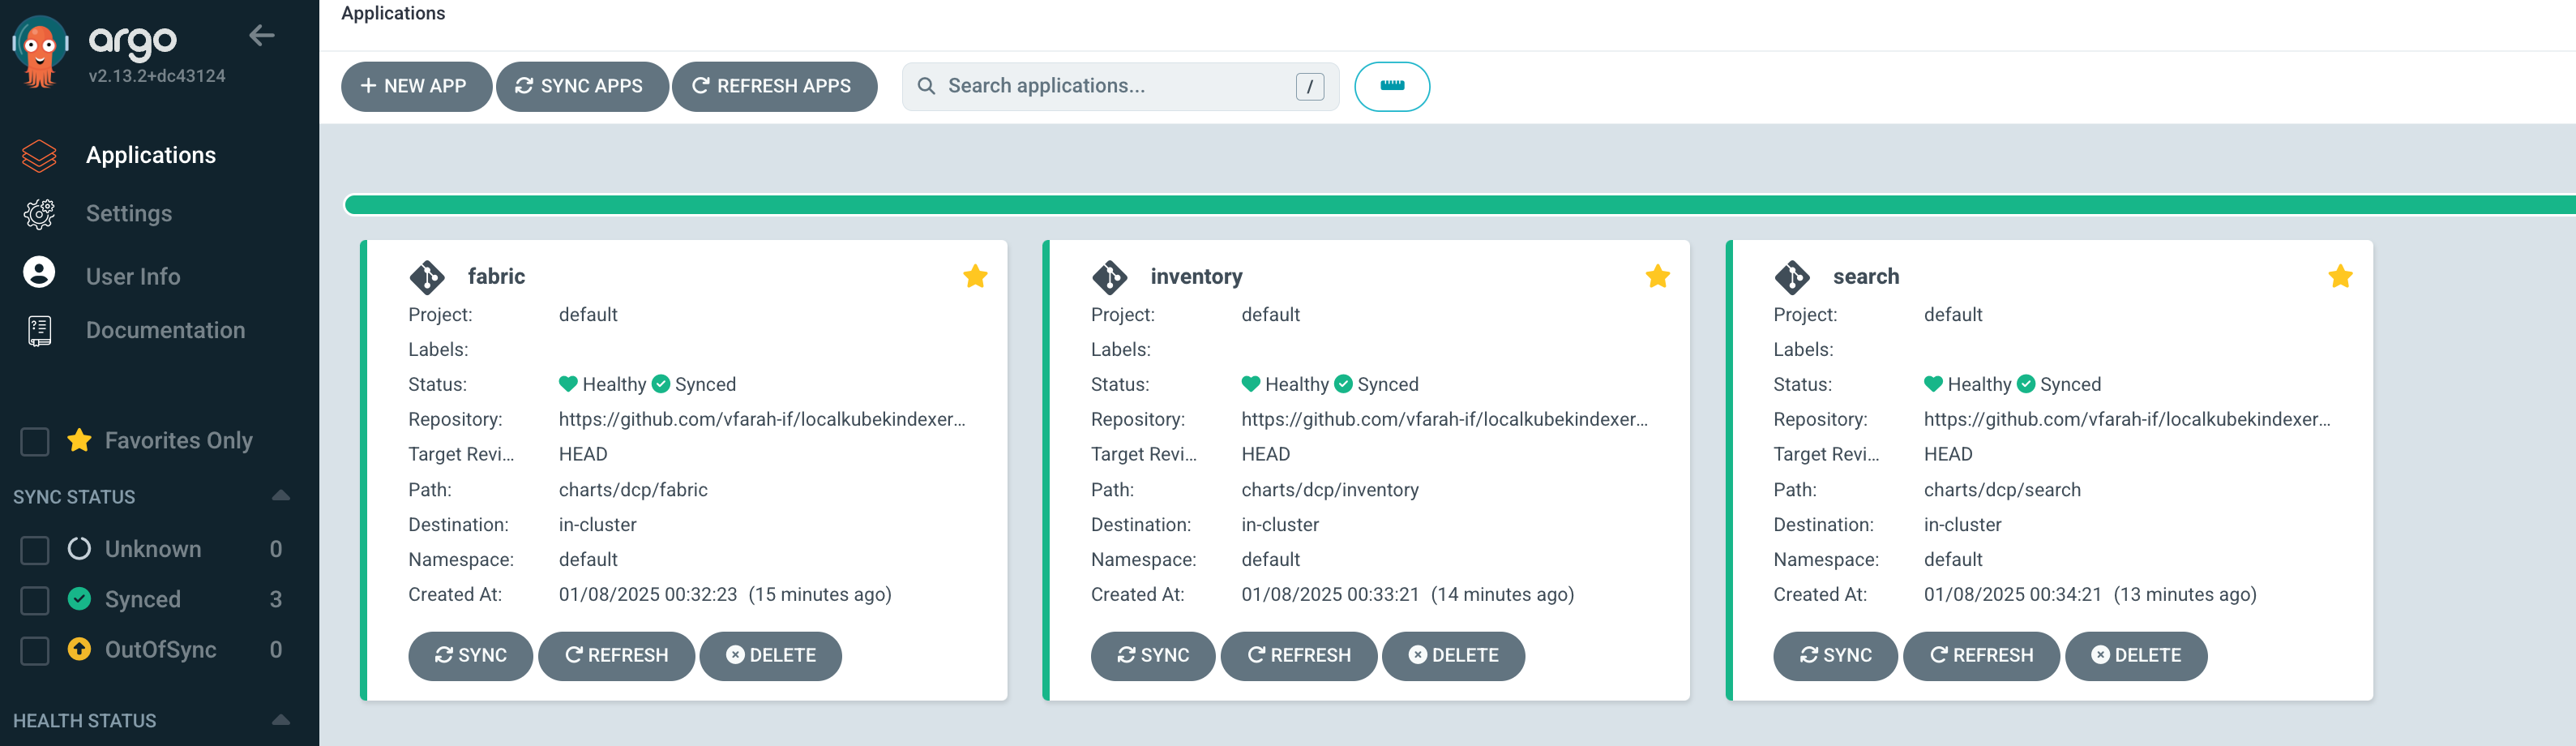 argo
v2.13.2+dc43124
Applications
Settings
User Info
Documentation
Favorites Only
SYNC STATUS
Unknown 0
Synced 3
OutOfSync 0
HEALTH STATUS
Applications
NEW APP SYNC APPS REFRESH APPS Search applications... /
fabric
Project: default
Labels:
Status: Healthy Synced
Repository: https://github.com/vfarah-if/localkubekindexer...
Target Revi... HEAD
Path: charts/dcp/fabric
Destination: in-cluster
Namespace: default
Created At: 01/08/2025 00:32:23 (15 minutes ago)
SYNC REFRESH DELETE
inventory
Project: default
Labels:
Status: Healthy Synced
Repository: https://github.com/vfarah-if/localkubekindexer...
Target Revi... HEAD
Path: charts/dcp/inventory
Destination: in-cluster
Namespace: default
Created At: 01/08/2025 00:33:21 (14 minutes ago)
SYNC REFRESH DELETE
search
Project: default
Labels:
Status: Healthy Synced
Repository: https://github.com/vfarah-if/localkubekindexer...
Target Revi... HEAD
Path: charts/dcp/search
Destination: in-cluster
Namespace: default
Created At: 01/08/2025 00:34:21 (13 minutes ago)
SYNC REFRESH DELETE